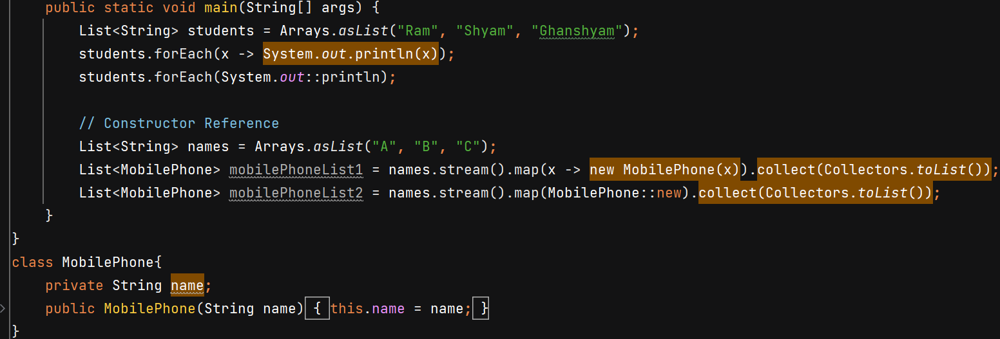 public static void main(String[] args) {
List<String> students = Arrays.asList("Ram", "Shyam", "Ghanshyam");
students.forEach(x -> System.out.println(x));
students.forEach(System.out::println);
// Constructor Reference
List<String> names = Arrays.asList("A", "B", "C");
List<MobilePhone> mobilePhoneList1 = names.stream().map(x -> new MobilePhone(x)).collect(Collectors.toList());
List<MobilePhone> mobilePhoneList2 = names.stream().map(MobilePhone::new).collect(Collectors.toList());
}
}
class MobilePhone{
private String name;
public MobilePhone(String name) { this.name = name; }
}